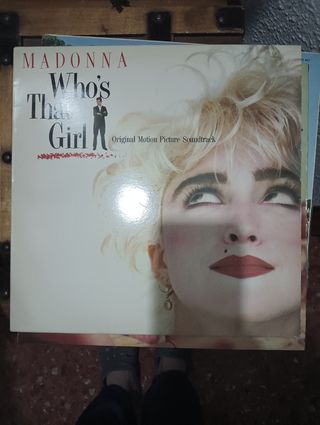 MADONNA
Who's
That
Girl
Original Motion Picture Soundtrack